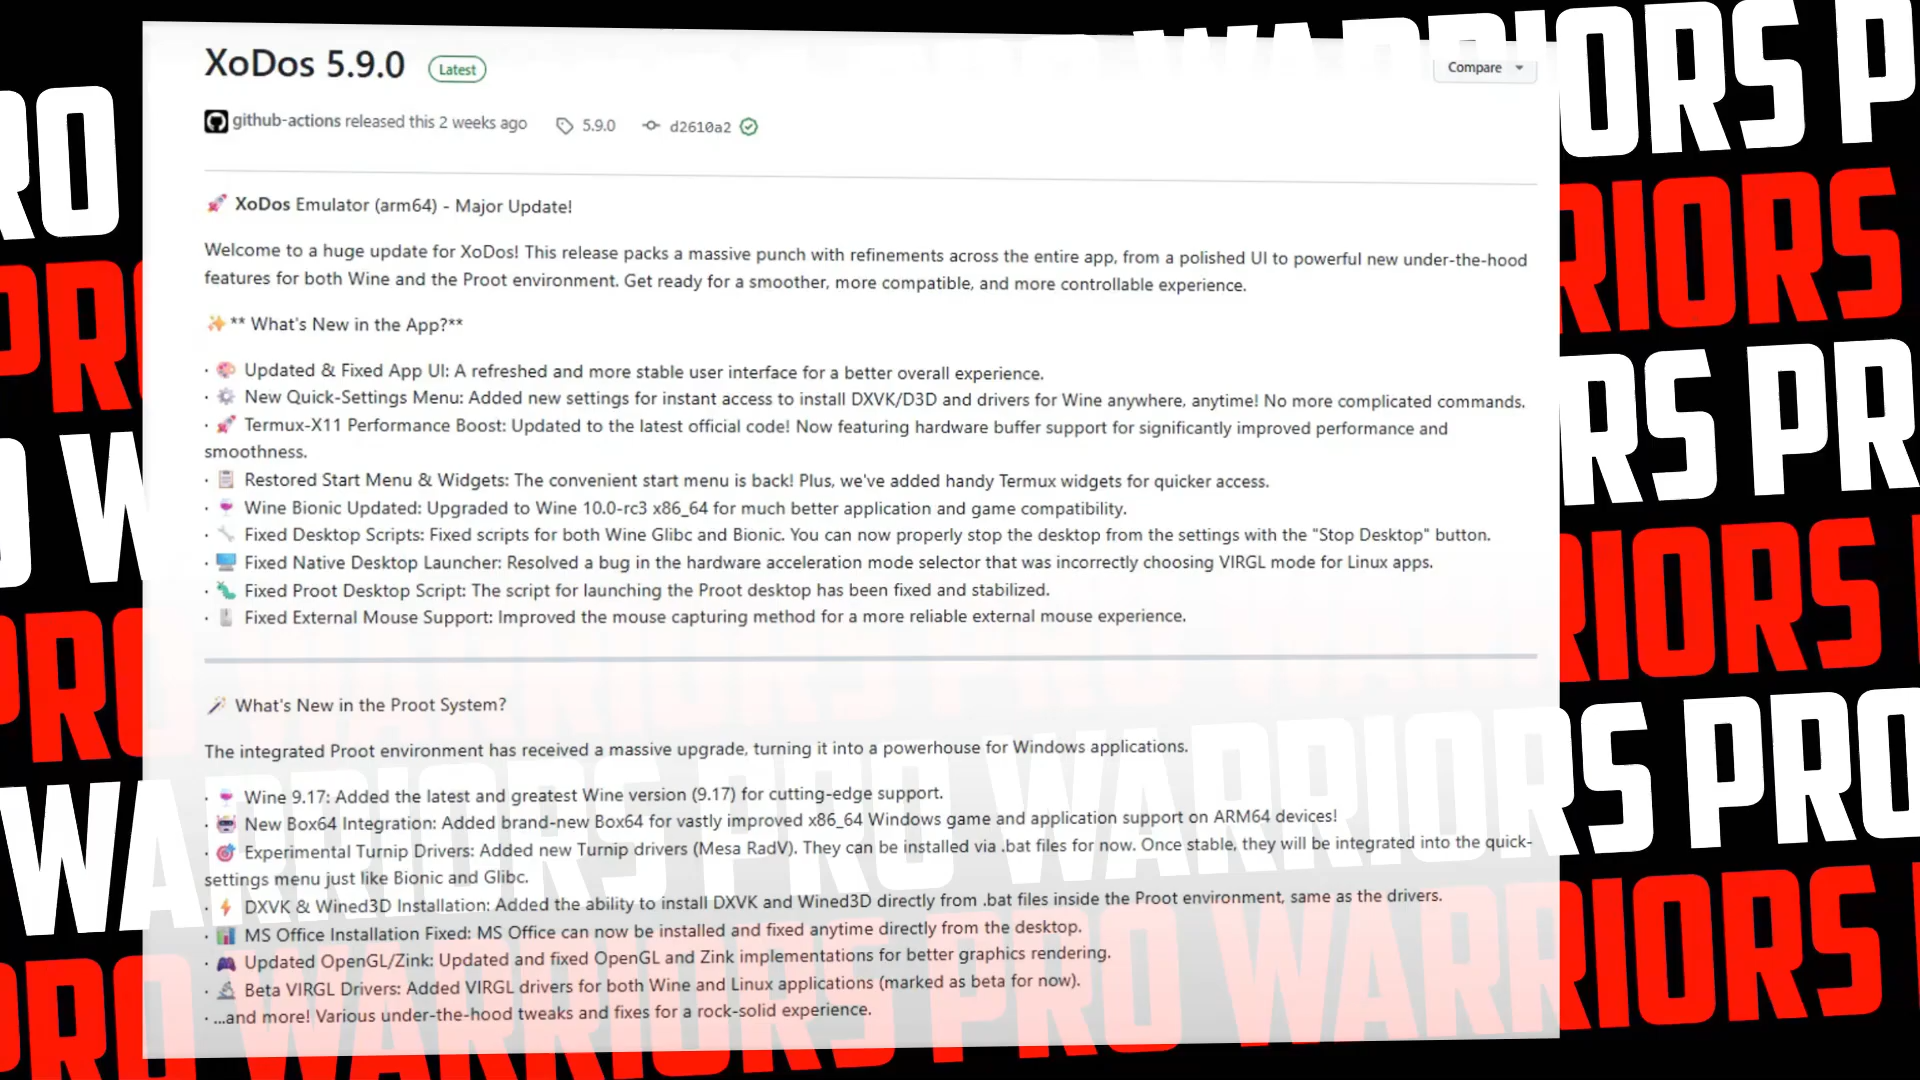 XoDos 5.9.0 Latest
Compare
github-actions released this 2 weeks ago 5.9.0 d2610a2
🚀 XoDos Emulator (arm64) - Major Update!
Welcome to a huge update for XoDos! This release packs a massive punch with refinements across the entire app, from a polished UI to powerful new under-the-hood
features for both Wine and the Proot environment. Get ready for a smoother, more compatible, and more controllable experience.
✨** What's New in the App?**
· 🎨 Updated & Fixed App UI: A refreshed and more stable user interface for a better overall experience.
· ⚙️ New Quick-Settings Menu: Added new settings for instant access to install DXVK/D3D and drivers for Wine anywhere, anytime! No more complicated commands.
· 🚀 Termux-X11 Performance Boost: Updated to the latest official code! Now featuring hardware buffer support for significantly improved performance and
smoothness.
· 📋 Restored Start Menu & Widgets: The convenient start menu is back! Plus, we've added handy Termux widgets for quicker access.
· 🍷 Wine Bionic Updated: Upgraded to Wine 10.0-rc3 x86_64 for much better application and game compatibility.
· 🔧 Fixed Desktop Scripts: Fixed scripts for both Wine Glibc and Bionic. You can now properly stop the desktop from the settings with the "Stop Desktop" button.
· 🖥️ Fixed Native Desktop Launcher: Resolved a bug in the hardware acceleration mode selector that was incorrectly choosing VIRGL mode for Linux apps.
· 🐛 Fixed Proot Desktop Script: The script for launching the Proot desktop has been fixed and stabilized.
· 🖱️ Fixed External Mouse Support: Improved the mouse capturing method for a more reliable external mouse experience.
🪄 What's New in the Proot System?
The integrated Proot environment has received a massive upgrade, turning it into a powerhouse for Windows applications.
· 🍷 Wine 9.17: Added the latest and greatest Wine version (9.17) for cutting-edge support.
· 🤖 New Box64 Integration: Added brand-new Box64 for vastly improved x86_64 Windows game and application support on ARM64 devices!
· 🎯 Experimental Turnip Drivers: Added new Turnip drivers (Mesa RadV). They can be installed via .bat files for now. Once stable, they will be integrated into the quick-
settings menu just like Bionic and Glibc.
· ⚡ DXVK & Wined3D Installation: Added the ability to install DXVK and Wined3D directly from .bat files inside the Proot environment, same as the drivers.
· 📊 MS Office Installation Fixed: MS Office can now be installed and fixed anytime directly from the desktop.
· 🎮 Updated OpenGL/Zink: Updated and fixed OpenGL and Zink implementations for better graphics rendering.
· 🔬 Beta VIRGL Drivers: Added VIRGL drivers for both Wine and Linux applications (marked as beta for now).
· ...and more! Various under-the-hood tweaks and fixes for a rock-solid experience.
WARRIORS PRO WARRIORS PRO
PRO WARRIORS PRO WARRIORS